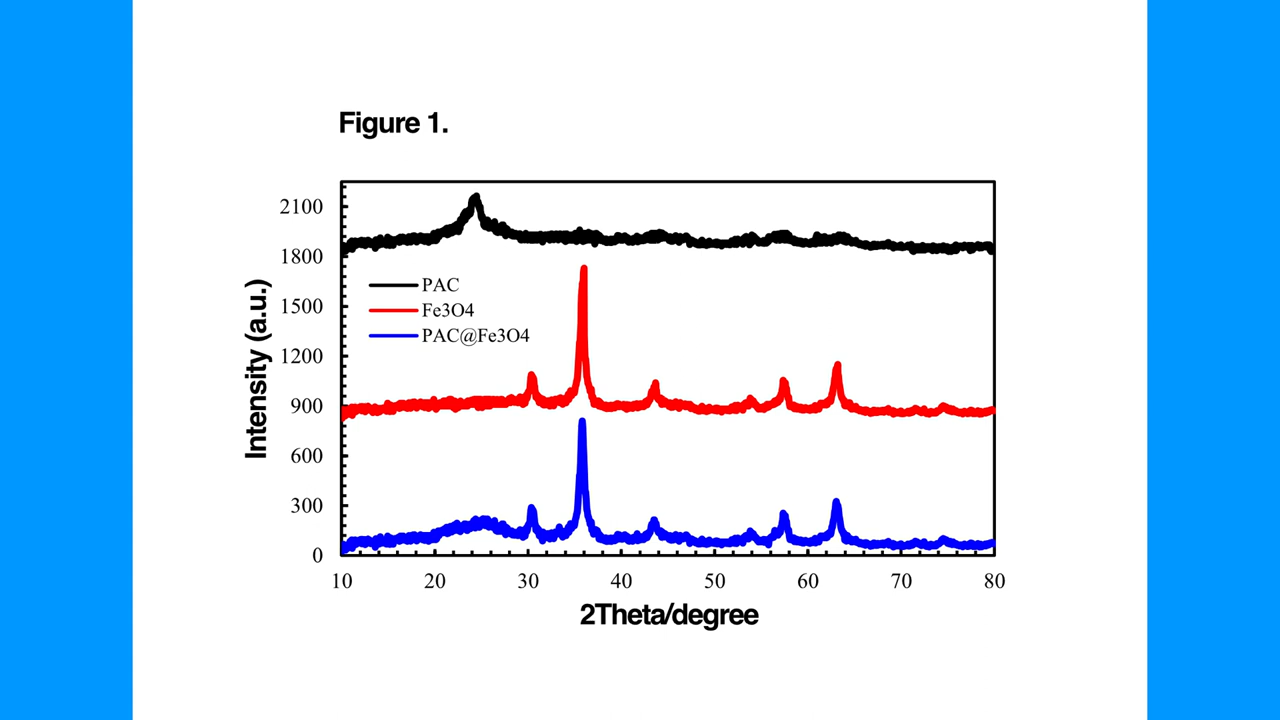 Figure 1.
2100
1800
1500
1200
900
600
300
0
Intensity (a.u.)
PAC
Fe3O4
PAC@Fe3O4
10 20 30 40 50 60 70 80
2Theta/degree